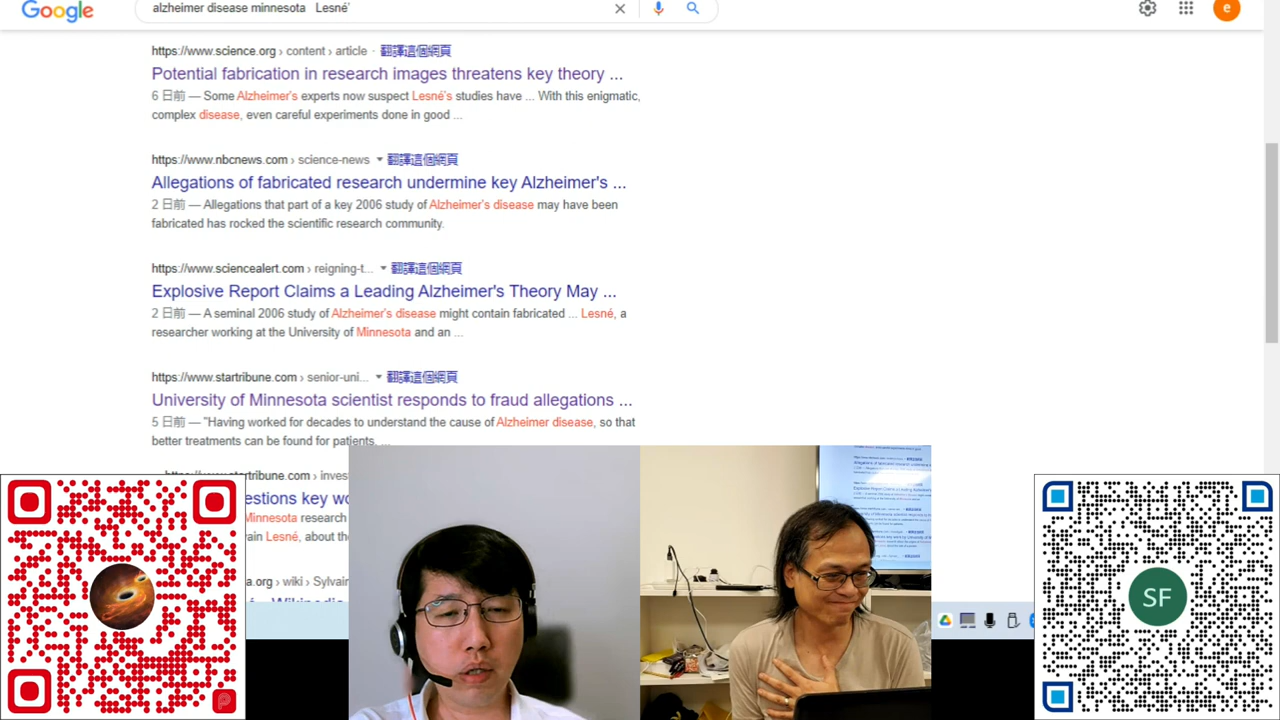 Google
alzheimer disease minnesota Lesné
e
https://www.science.org › content › article · 翻譯這個網頁
Potential fabrication in research images threatens key theory ...
6 日前 — Some Alzheimer's experts now suspect Lesné's studies have ... With this enigmatic,
complex disease, even careful experiments done in good ...
https://www.nbcnews.com › science-news 翻譯這個網頁
Allegations of fabricated research undermine key Alzheimer's ...
2 日前 — Allegations that part of a key 2006 study of Alzheimer's disease may have been
fabricated has rocked the scientific research community.
https://www.sciencealert.com › reigning-t... 翻譯這個網頁
Explosive Report Claims a Leading Alzheimer's Theory May ...
2 日前 — A seminal 2006 study of Alzheimer's disease might contain fabricated ... Lesné, a
researcher working at the University of Minnesota and an ...
https://www.startribune.com › senior-uni... 翻譯這個網頁
University of Minnesota scientist responds to fraud allegations ...
5 日前 — "Having worked for decades to understand the cause of Alzheimer disease, so that
better treatments can be found for patients, ...
startribune.com › inves
estions key wo
Minnesota research
ain Lesné, about the
a.org › wiki › Sylvain
SF